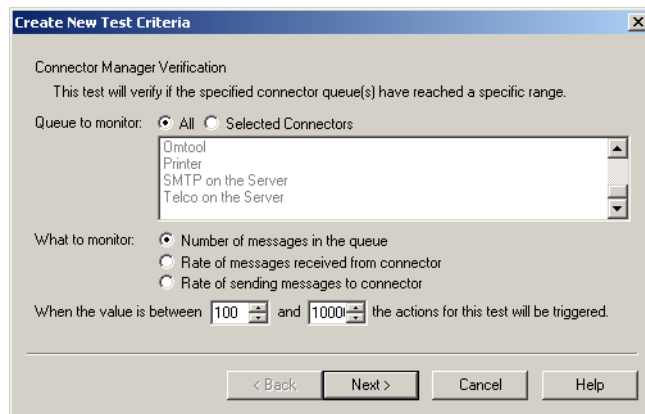 Create New Test Criteria
Connector Manager Verification
This test will verify if the specified connector queue(s) have reached a specific range.
Queue to monitor: All Selected Connectors
Omtool
Printer
SMTP on the Server
Telco on the Server
What to monitor: Number of messages in the queue
Rate of messages received from connector
Rate of sending messages to connector
When the value is between 100 and 1000 the actions for this test will be triggered.
< Back Next > Cancel Help